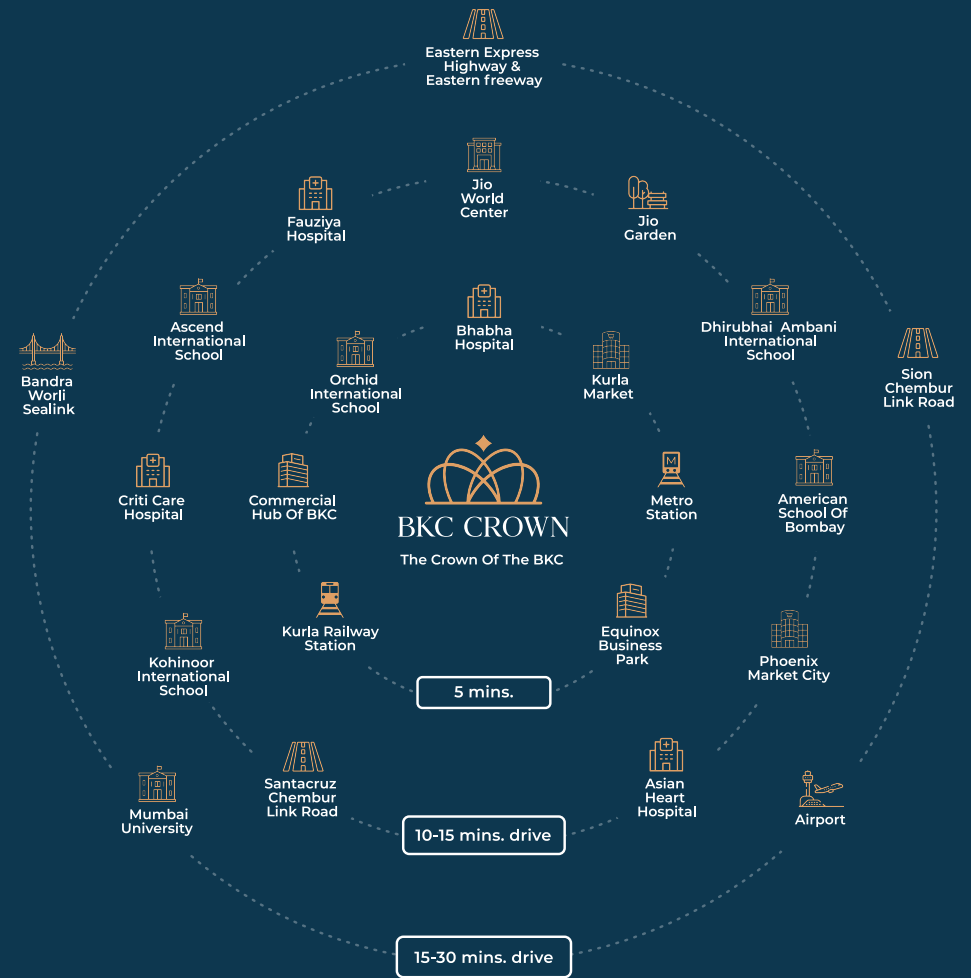 Eastern Express
Highway &
Eastern freeway
Jio
World
Center
Fauziya
Hospital
Jio
Garden
Ascend
International
School
Bhabha
Hospital
Dhirubhai Ambani
International
School
Bandra
Worli
Sealink
Orchid
International
School
Kurla
Market
Sion
Chembur
Link Road
Criti Care
Hospital
Commercial
Hub Of BKC
BKC CROWN
The Crown Of The BKC
M
Metro
Station
American
School Of
Bombay
Kurla Railway
Station
Equinox
Business
Park
Kohinoor
International
School
Phoenix
Market City
5 mins.
Santacruz
Chembur
Link Road
Asian
Heart
Hospital
Mumbai
University
Airport
10-15 mins. drive
15-30 mins. drive